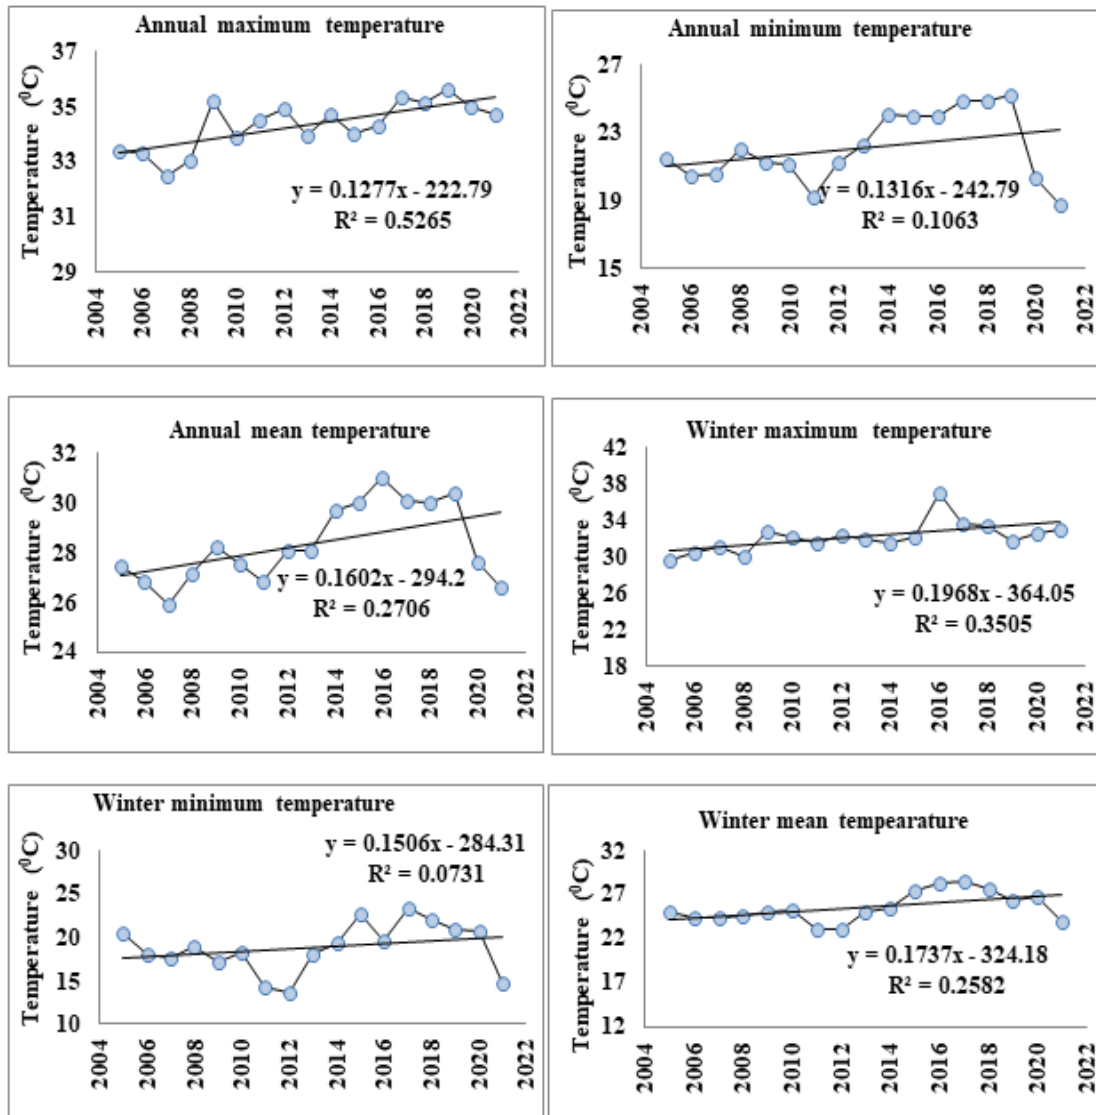 Annual maximum temperature
Temperature (⁰C)
37
35
33
31
29
y = 0.1277x - 222.79
R² = 0.5265
2004 2006 2008 2010 2012 2014 2016 2018 2020 2022
Annual minimum temperature
Temperature (⁰C)
27
23
19
15
y = 0.1316x - 242.79
R² = 0.1063
2004 2006 2008 2010 2012 2014 2016 2018 2020 2022
Annual mean temperature
Temperature (⁰C)
32
30
28
26
24
y = 0.1602x - 294.2
R² = 0.2706
2004 2006 2008 2010 2012 2014 2016 2018 2020 2022
Winter maximum temperature
Temperature (⁰C)
42
38
34
30
26
22
18
y = 0.1968x - 364.05
R² = 0.3505
2004 2006 2008 2010 2012 2014 2016 2018 2020 2022
Winter minimum temperature
Temperature (⁰C)
30
25
20
15
10
y = 0.1506x - 284.31
R² = 0.0731
2004 2006 2008 2010 2012 2014 2016 2018 2020 2022
Winter mean tempearature
Temperature (⁰C)
32
27
22
17
12
y = 0.1737x - 324.18
R² = 0.2582
2004 2006 2008 2010 2012 2014 2016 2018 2020 2022